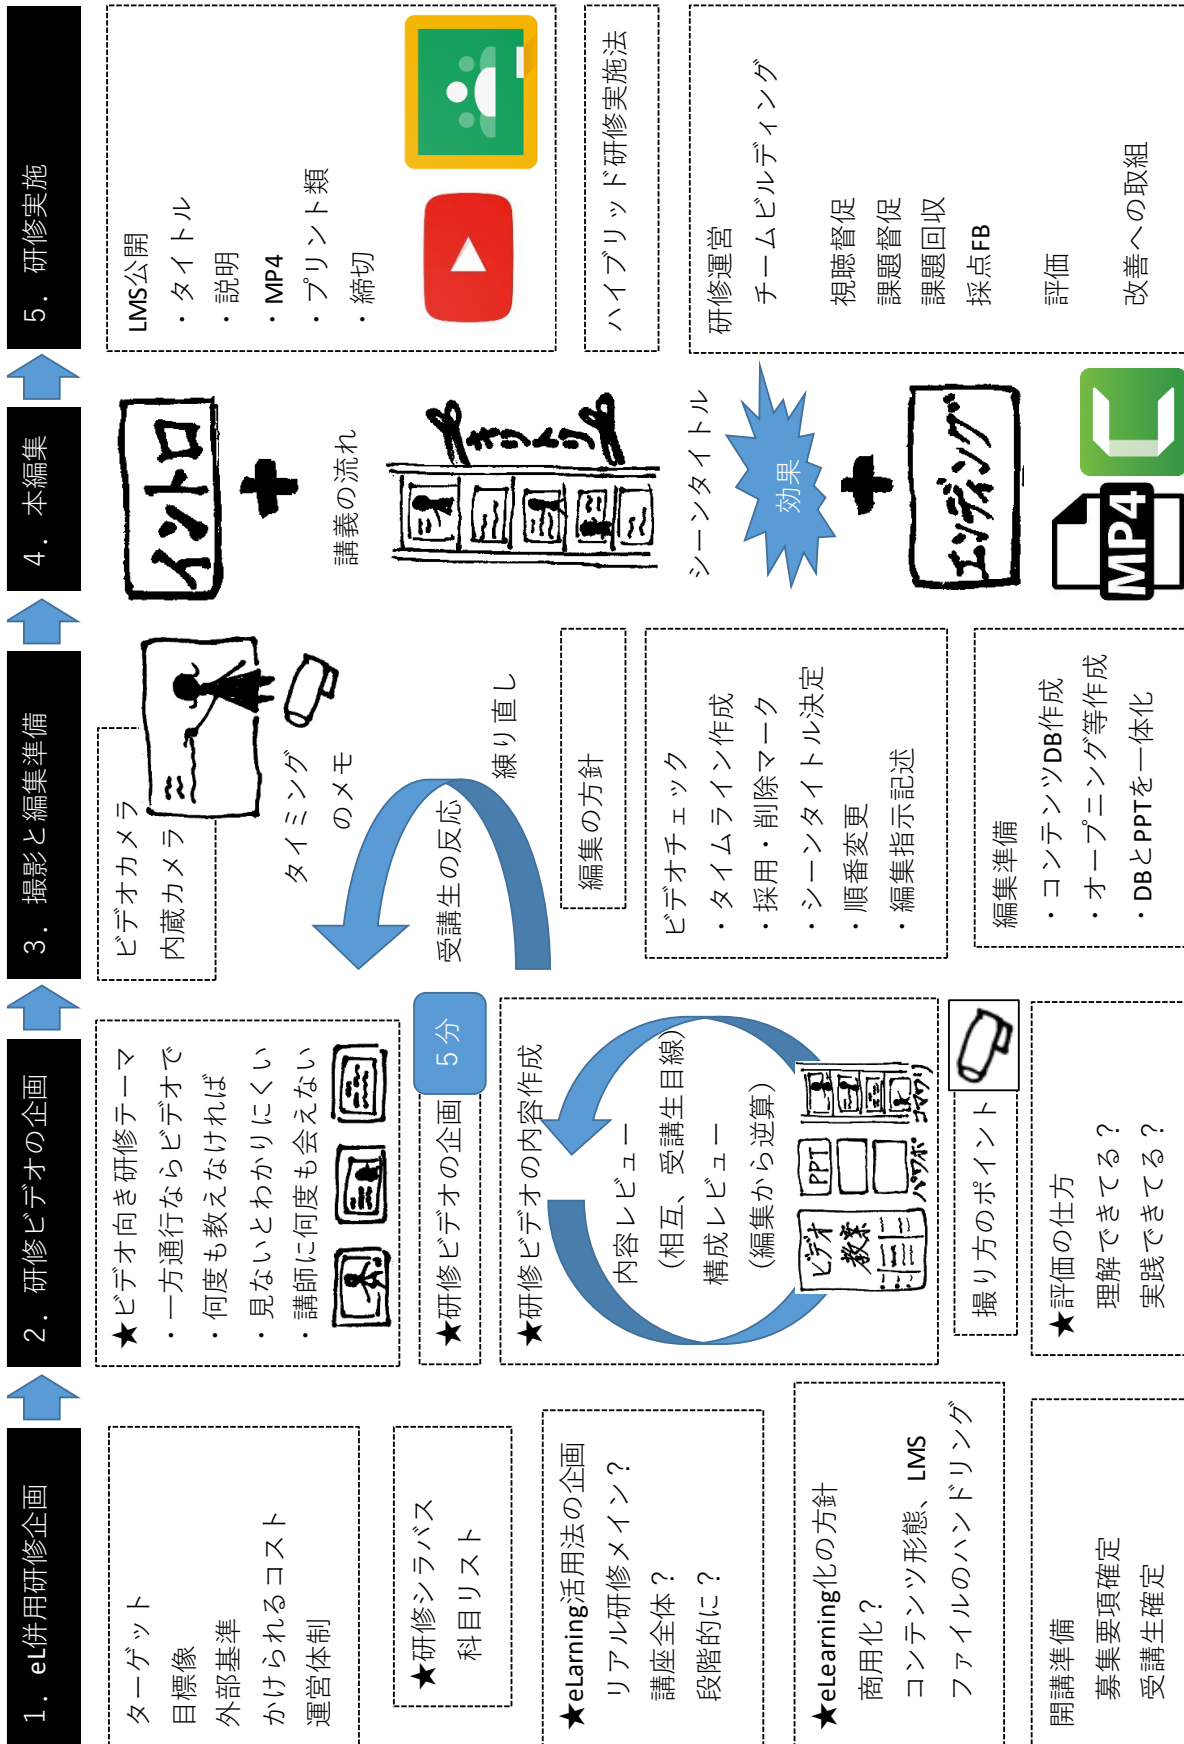 1．eL併用研修企画
ターゲット
目標像
外部基準
かけられるコスト
運営体制
★研修シラバス
科目リスト
★eLarning活用法の企画
リアル研修メイン？
講座全体？
段階的に？
★eLearning化の方針
商用化？
コンテンツ形態、LMS
ファイルのハンドリング
開講準備
募集要項確定
受講生確定
2．研修ビデオの企画
★ビデオ向き研修テーマ
・一方通行ならビデオで
・何度も教えなければ
・見ないとわかりにくい
・講師に何度も会えない
★研修ビデオの企画
5分
★研修ビデオの内容作成
内容レビュー
(相互、受講生目線)
構成レビュー
(編集から逆算)
ビデオ
教案
PPT
パワポ
コマワリ
撮り方のポイント
★評価の仕方
理解できてる？
実践できてる？
3．撮影と編集準備
ビデオカメラ
内蔵カメラ
タイミング
のメモ
受講生の反応
練り直し
編集の方針
ビデオチェック
・タイムライン作成
・採用・削除マーク
・シーンタイトル決定
・順番変更
・編集指示記述
編集準備
・コンテンツDB作成
・オープニング等作成
・DBとPPTを一体化
4．本編集
イントロ
講義の流れ
キリトリ
シーンタイトル
効果
エンディング
MP4
5．研修実施
LMS公開
・タイトル
・説明
・MP4
・プリント類
・締切
ハイブリッド研修実施法
研修運営
チームビルディング
視聴督促
課題督促
課題回収
採点FB
評価
改善への取組